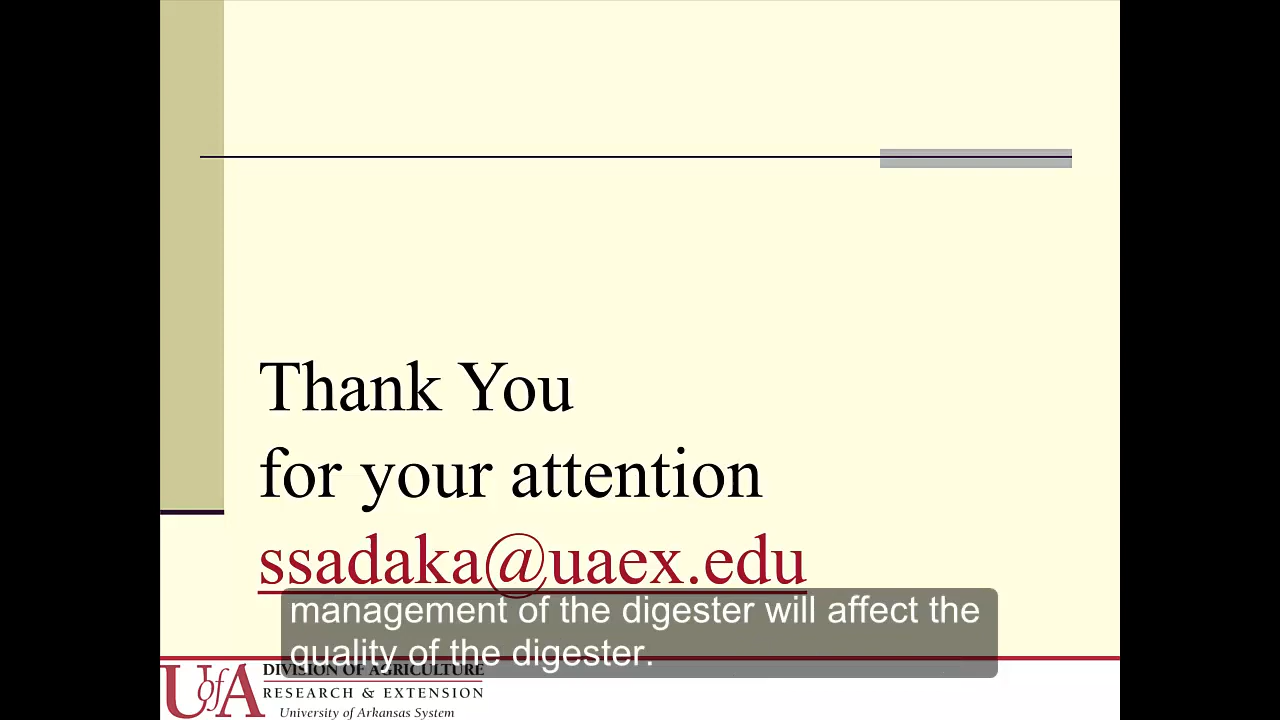 Thank You
for your attention
ssadaka@uaex.edu
management of the digester will affect the
quality of the digester.
UofA
DIVISION OF AGRICULTURE
RESEARCH & EXTENSION
University of Arkansas System